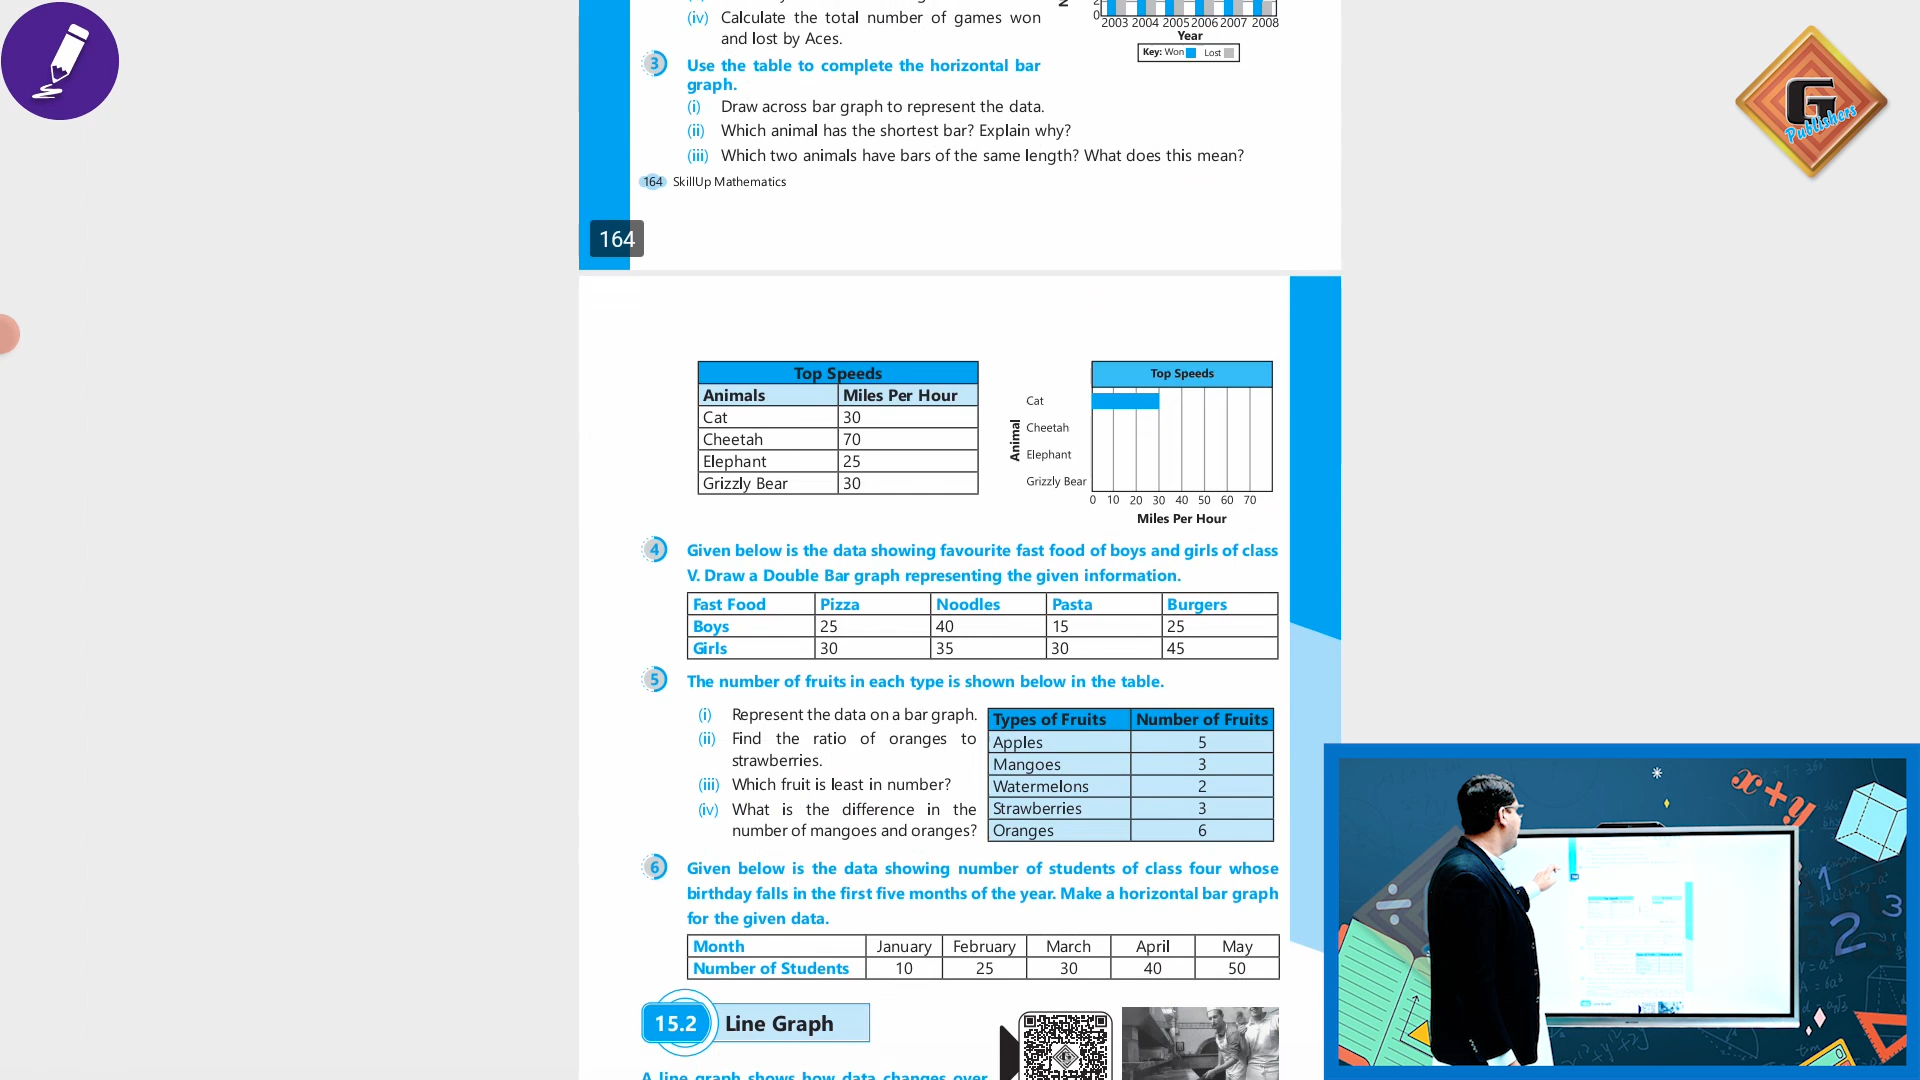 (iv) Calculate the total number of games won
and lost by Aces.
0
2003 2004 2005 2006 2007 2008
Year
Key: Won Lost
3 Use the table to complete the horizontal bar
graph.
(i) Draw across bar graph to represent the data.
(ii) Which animal has the shortest bar? Explain why?
(iii) Which two animals have bars of the same length? What does this mean?
164 SkillUp Mathematics
164
G
Publishers
Top Speeds
Animals Miles Per Hour
Cat 30
Cheetah 70
Elephant 25
Grizzly Bear 30
Top Speeds
Animal
Cat
Cheetah
Elephant
Grizzly Bear
0 10 20 30 40 50 60 70
Miles Per Hour
4 Given below is the data showing favourite fast food of boys and girls of class
V. Draw a Double Bar graph representing the given information.
Fast Food Pizza Noodles Pasta Burgers
Boys 25 40 15 25
Girls 30 35 30 45
5 The number of fruits in each type is shown below in the table.
(i) Represent the data on a bar graph.
(ii) Find the ratio of oranges to
strawberries.
(iii) Which fruit is least in number?
(iv) What is the difference in the
number of mangoes and oranges?
Types of Fruits Number of Fruits
Apples 5
Mangoes 3
Watermelons 2
Strawberries 3
Oranges 6
6 Given below is the data showing number of students of class four whose
birthday falls in the first five months of the year. Make a horizontal bar graph
for the given data.
Month January February March April May
Number of Students 10 25 30 40 50
15.2 Line Graph
A line graph shows how data changes over
x+y
1
2
3